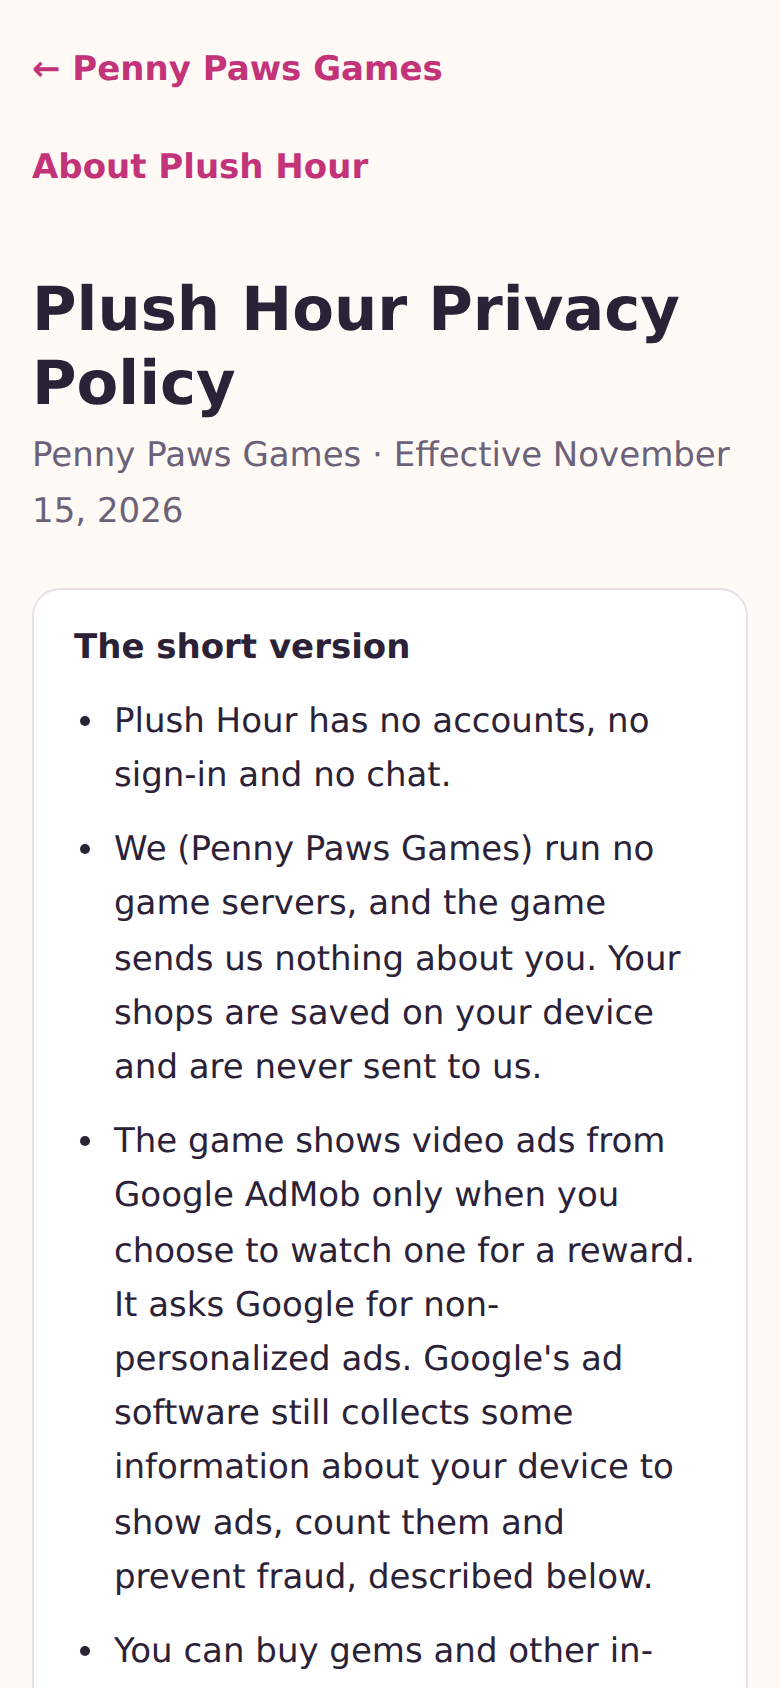 ← Penny Paws Games
About Plush Hour
Plush Hour Privacy
Policy
Penny Paws Games · Effective November
15, 2026
The short version
• Plush Hour has no accounts, no
sign-in and no chat.
• We (Penny Paws Games) run no
game servers, and the game
sends us nothing about you. Your
shops are saved on your device
and are never sent to us.
• The game shows video ads from
Google AdMob only when you
choose to watch one for a reward.
It asks Google for non-
personalized ads. Google's ad
software still collects some
information about your device to
show ads, count them and
prevent fraud, described below.
• You can buy gems and other in-